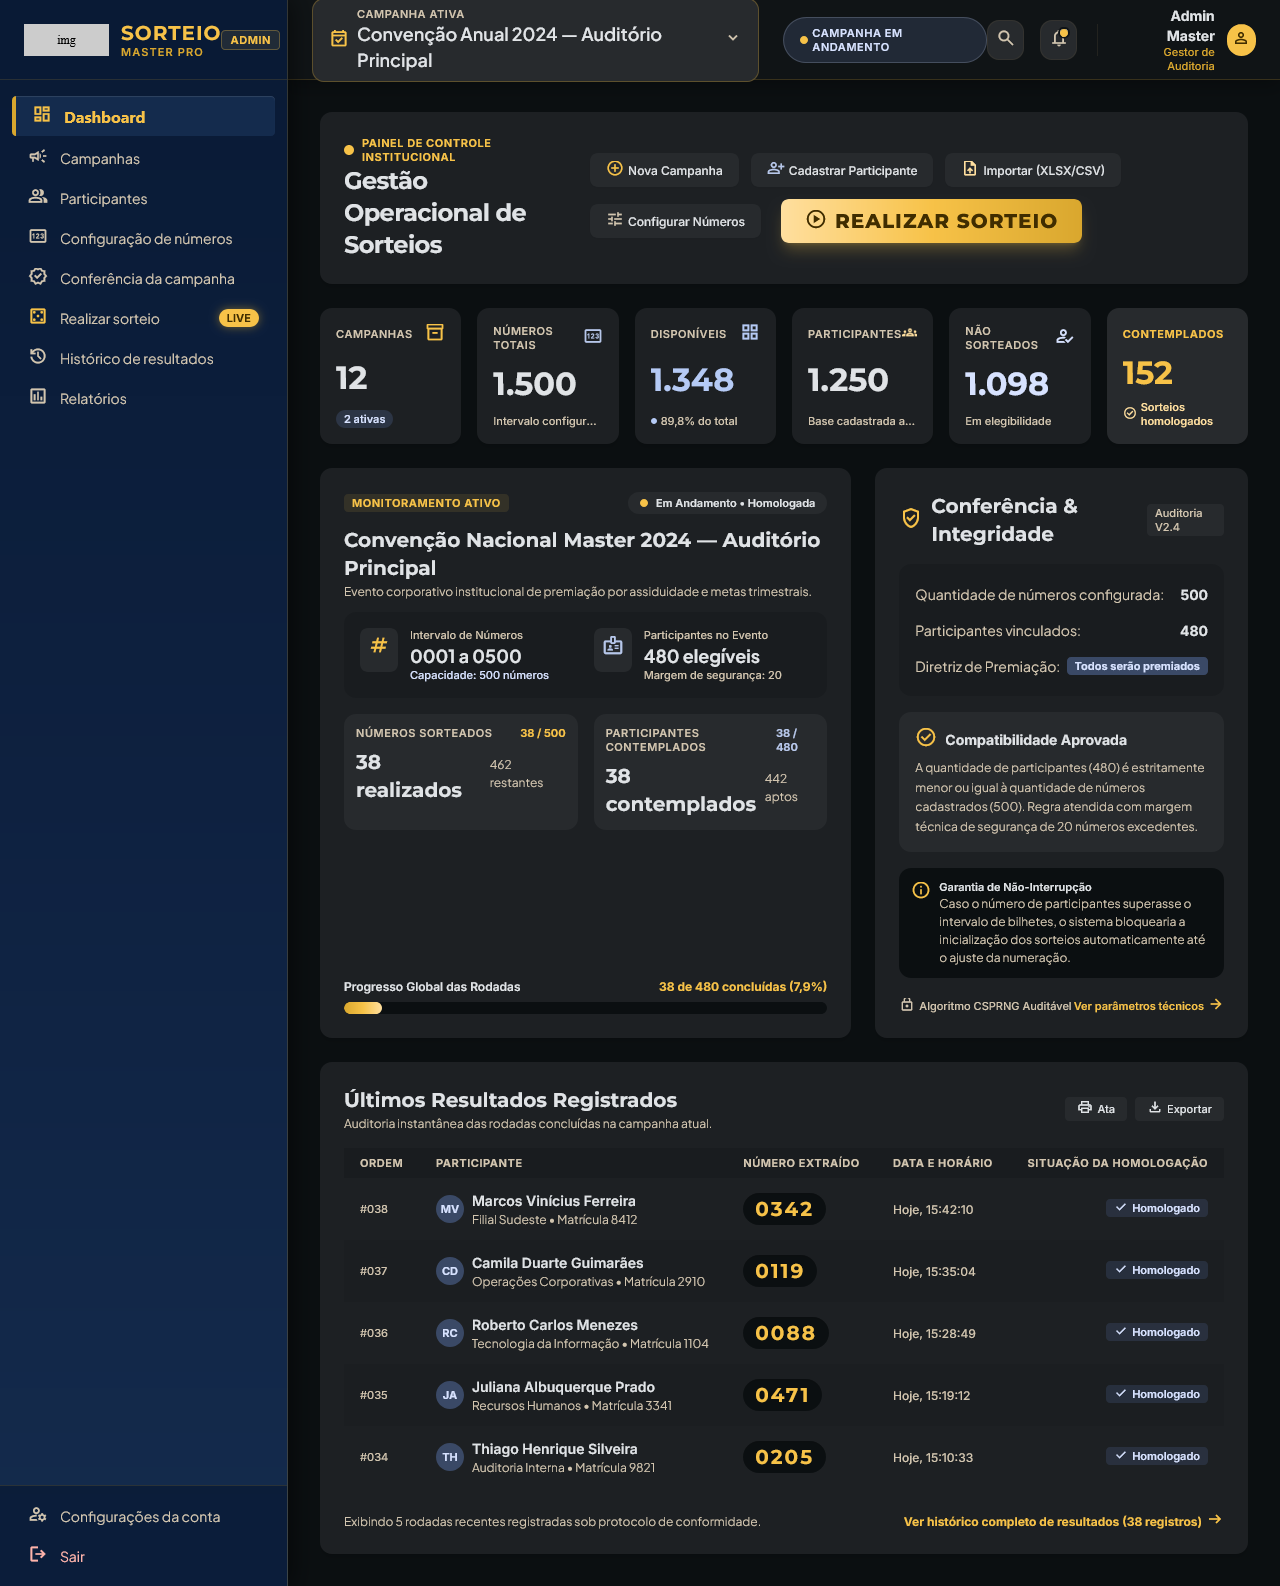 img
SORTEIO
MASTER PRO
ADMIN
Dashboard
Campanhas
Participantes
Configuração de números
Conferência da campanha
Realizar sorteio
LIVE
Histórico de resultados
Relatórios
Configurações da conta
Sair
CAMPANHA ATIVA
Convenção Anual 2024 — Auditório
Principal
CAMPANHA EM
ANDAMENTO
Admin
Master
Gestor de
Auditoria
PAINEL DE CONTROLE
INSTITUCIONAL
Gestão
Operacional de
Sorteios
Nova Campanha
Cadastrar Participante
Importar (XLSX/CSV)
Configurar Números
REALIZAR SORTEIO
CAMPANHAS
12
2 ativas
NÚMEROS
TOTAIS
1.500
Intervalo configur...
DISPONÍVEIS
1.348
89,8% do total
PARTICIPANTES
1.250
Base cadastrada a...
NÃO
SORTEADOS
1.098
Em elegibilidade
CONTEMPLADOS
152
Sorteios
homologados
MONITORAMENTO ATIVO
Em Andamento • Homologada
Convenção Nacional Master 2024 — Auditório
Principal
Evento corporativo institucional de premiação por assiduidade e metas trimestrais.
Intervalo de Números
0001 a 0500
Capacidade: 500 números
Participantes no Evento
480 elegíveis
Margem de segurança: 20
NÚMEROS SORTEADOS
38 / 500
38
realizados
462
restantes
PARTICIPANTES
CONTEMPLADOS
38 /
480
38
contemplados
442
aptos
Progresso Global das Rodadas
38 de 480 concluídas (7,9%)
Conferência &
Integridade
Auditoria
V2.4
Quantidade de números configurada: 500
Participantes vinculados: 480
Diretriz de Premiação: Todos serão premiados
Compatibilidade Aprovada
A quantidade de participantes (480) é estritamente
menor ou igual à quantidade de números
cadastrados (500). Regra atendida com margem
técnica de segurança de 20 números excedentes.
Garantia de Não-Interrupção
Caso o número de participantes superasse o
intervalo de bilhetes, o sistema bloquearia a
inicialização dos sorteios automaticamente até
o ajuste da numeração.
Algoritmo CSPRNG Auditável
Ver parâmetros técnicos
Últimos Resultados Registrados
Auditoria instantânea das rodadas concluídas na campanha atual.
Ata
Exportar
ORDEM PARTICIPANTE NÚMERO EXTRAÍDO DATA E HORÁRIO SITUAÇÃO DA HOMOLOGAÇÃO
#038 MV Marcos Vinícius Ferreira 0342 Hoje, 15:42:10 Homologado
Filial Sudeste • Matrícula 8412
#037 CD Camila Duarte Guimarães 0119 Hoje, 15:35:04 Homologado
Operações Corporativas • Matrícula 2910
#036 RC Roberto Carlos Menezes 0088 Hoje, 15:28:49 Homologado
Tecnologia da Informação • Matrícula 1104
#035 JA Juliana Albuquerque Prado 0471 Hoje, 15:19:12 Homologado
Recursos Humanos • Matrícula 3341
#034 TH Thiago Henrique Silveira 0205 Hoje, 15:10:33 Homologado
Auditoria Interna • Matrícula 9821
Exibindo 5 rodadas recentes registradas sob protocolo de conformidade.
Ver histórico completo de resultados (38 registros)